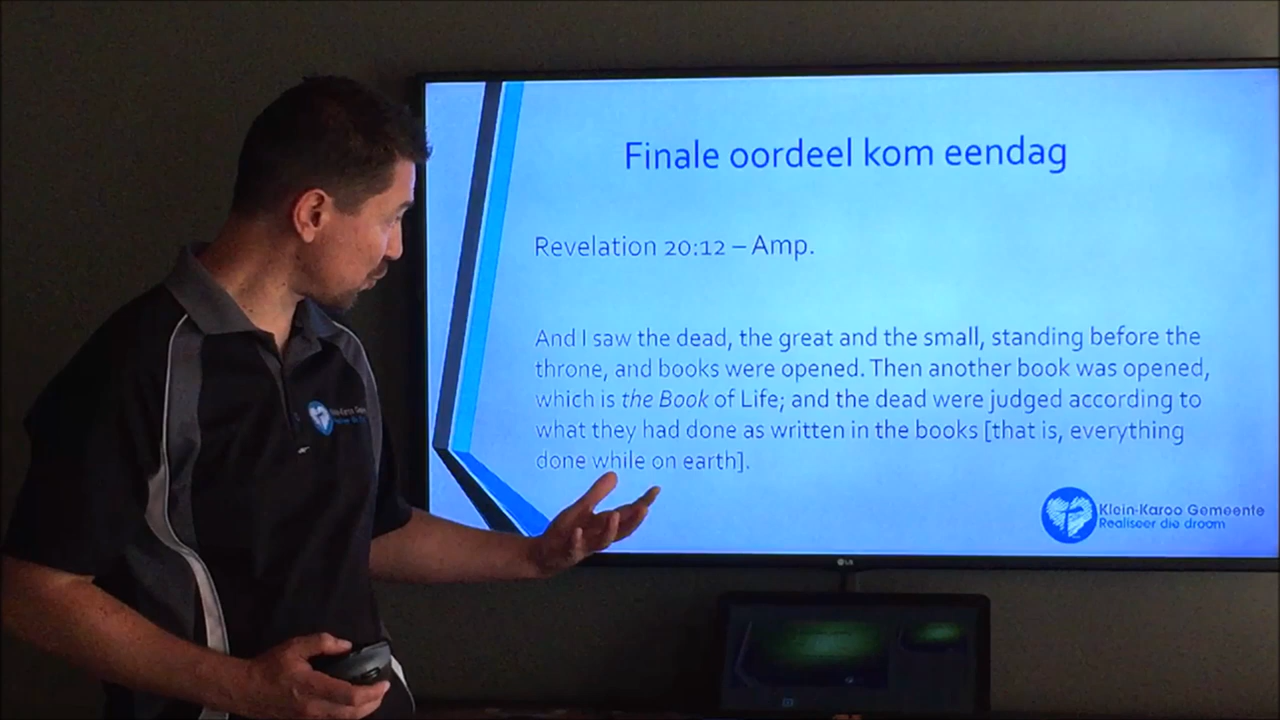 Finale oordeel kom eendag
Revelation 20:12 – Amp.
And I saw the dead, the great and the small, standing before the
throne, and books were opened. Then another book was opened,
which is the Book of Life; and the dead were judged according to
what they had done as written in the books [that is, everything
done while on earth].
Klein-Karoo Gemeente
Realiseer die droom
LG